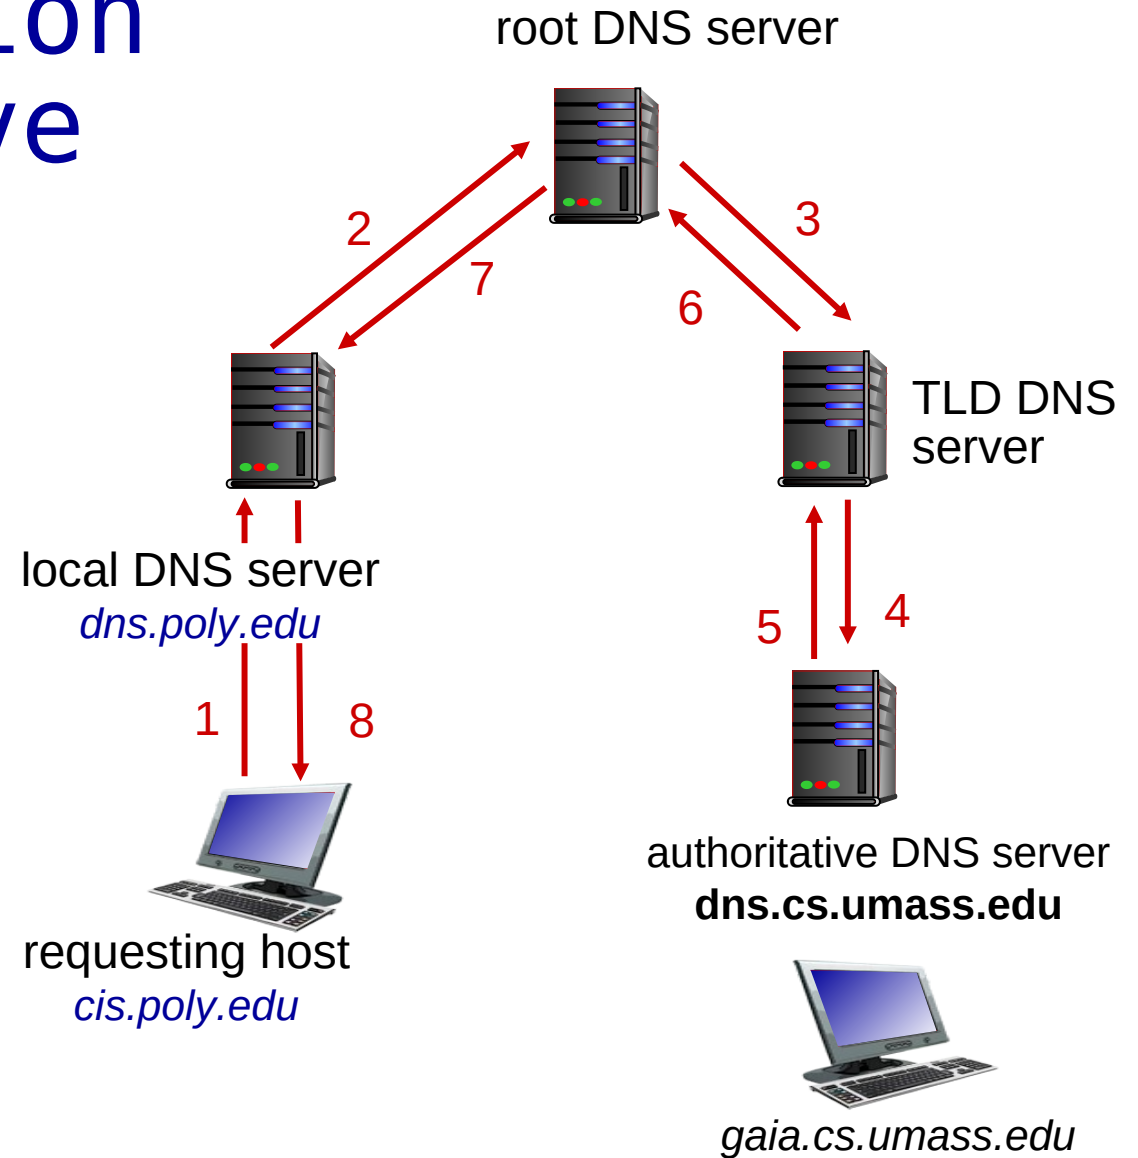 root DNS server
2
3
7
6
TLD DNS
server
local DNS server
dns.poly.edu
5
4
1
8
authoritative DNS server
dns.cs.umass.edu
requesting host
cis.poly.edu
gaia.cs.umass.edu